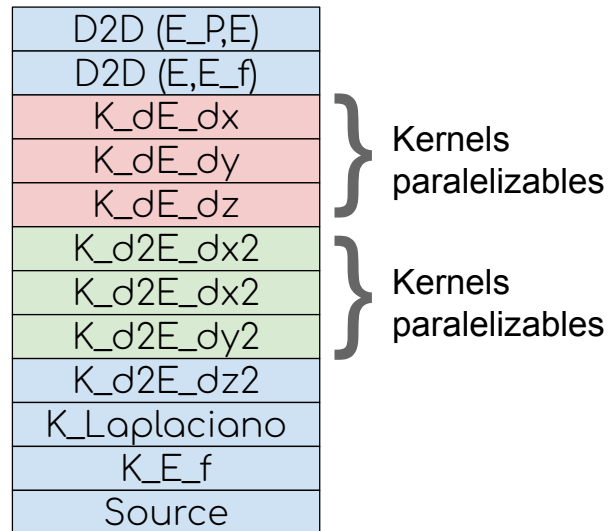 D2D (E_P,E)
D2D (E,E_f)
K_dE_dx
K_dE_dy
K_dE_dz
Kernels
paralelizables
K_d2E_dx2
K_d2E_dx2
K_d2E_dy2
Kernels
paralelizables
K_d2E_dz2
K_Laplaciano
K_E_f
Source